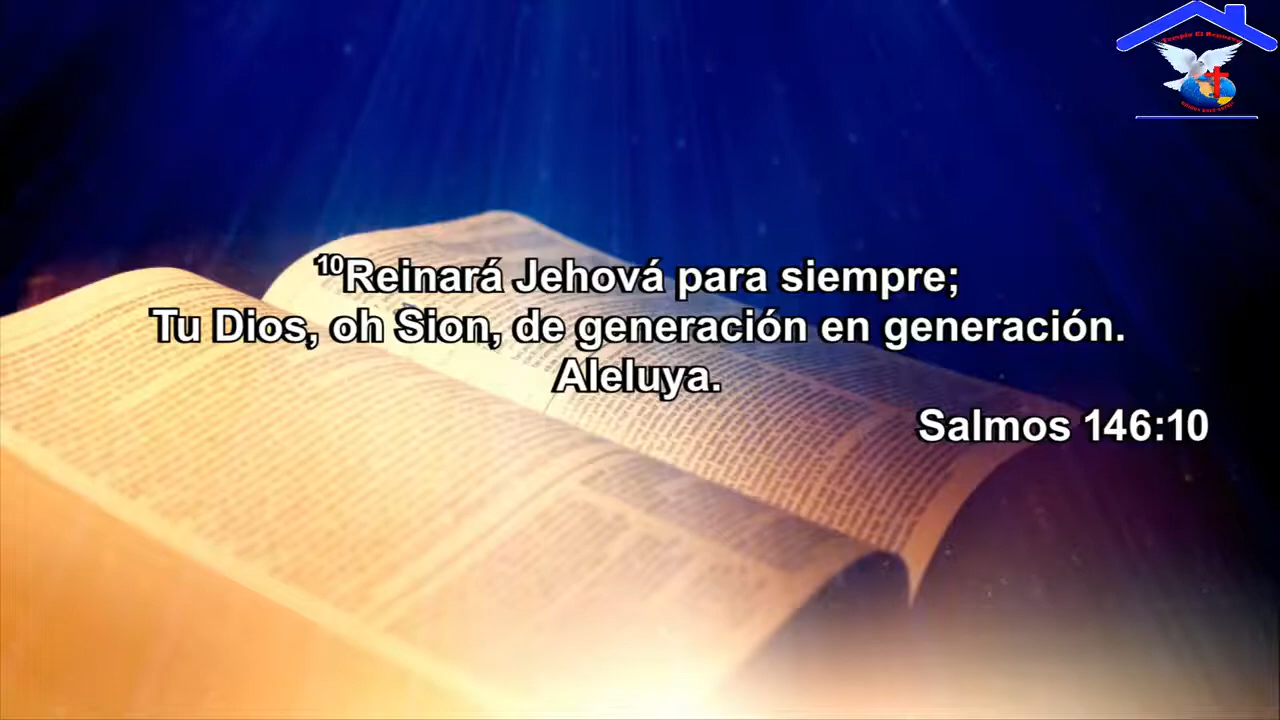 ¹⁰Reinará Jehová para siempre;
Tu Dios, oh Sion, de generación en generación.
Aleluya.
Salmos 146:10